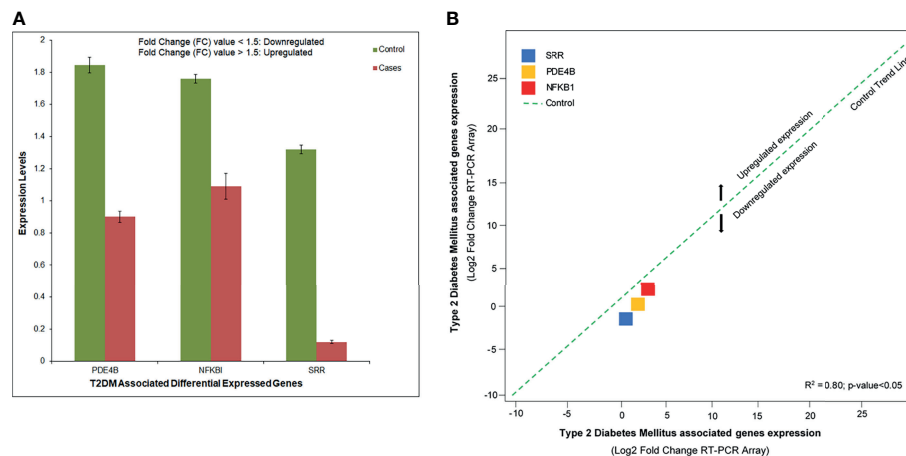 A
Fold Change (FC) value < 1.5: Downregulated
Fold Change (FC) value > 1.5: Upregulated
Control
Cases
Expression Levels
2
1.8
1.6
1.4
1.2
1
0.8
0.6
0.4
0.2
0
PDE4B
NFKBI
SRR
T2DM Associated Differential Expressed Genes
B
SRR
PDE4B
NFKB1
Control
Type 2 Diabetes Mellitus associated genes expression
(Log2 Fold Change RT-PCR Array)
25
20
15
10
5
0
-5
-10
Control Trend Line
Upregulated expression
Downregulated expression
R² = 0.80; p-value<0.05
-10
-5
0
5
10
15
20
25
Type 2 Diabetes Mellitus associated genes expression
(Log2 Fold Change RT-PCR Array)